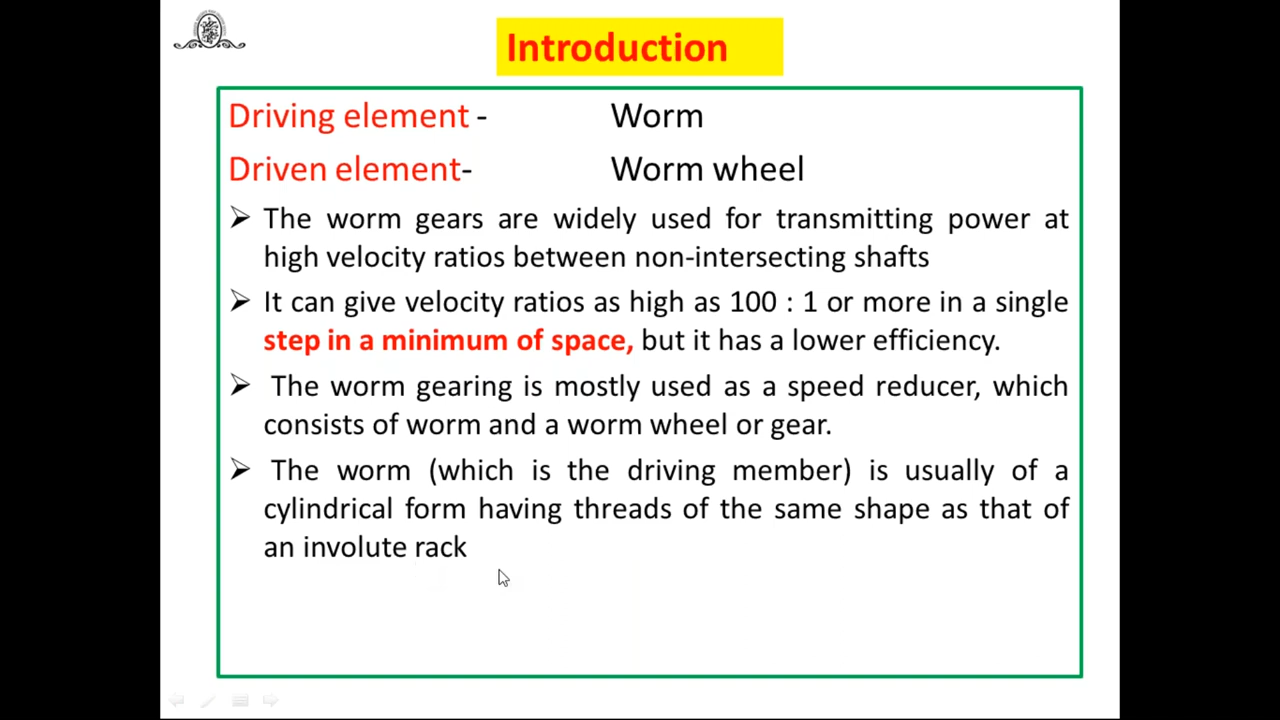 Introduction
Driving element - Worm
Driven element- Worm wheel
➢ The worm gears are widely used for transmitting power at
high velocity ratios between non-intersecting shafts
➢ It can give velocity ratios as high as 100 : 1 or more in a single
step in a minimum of space, but it has a lower efficiency.
➢ The worm gearing is mostly used as a speed reducer, which
consists of worm and a worm wheel or gear.
➢ The worm (which is the driving member) is usually of a
cylindrical form having threads of the same shape as that of
an involute rack